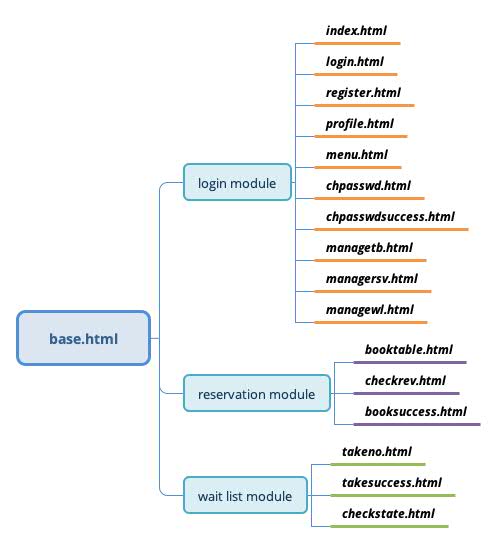 base.html
login module
index.html
login.html
register.html
profile.html
menu.html
chpasswd.html
chpasswdsuccess.html
managetb.html
managersv.html
managewl.html
reservation module
booktable.html
checkrev.html
booksuccess.html
wait list module
takeno.html
takesuccess.html
checkstate.html